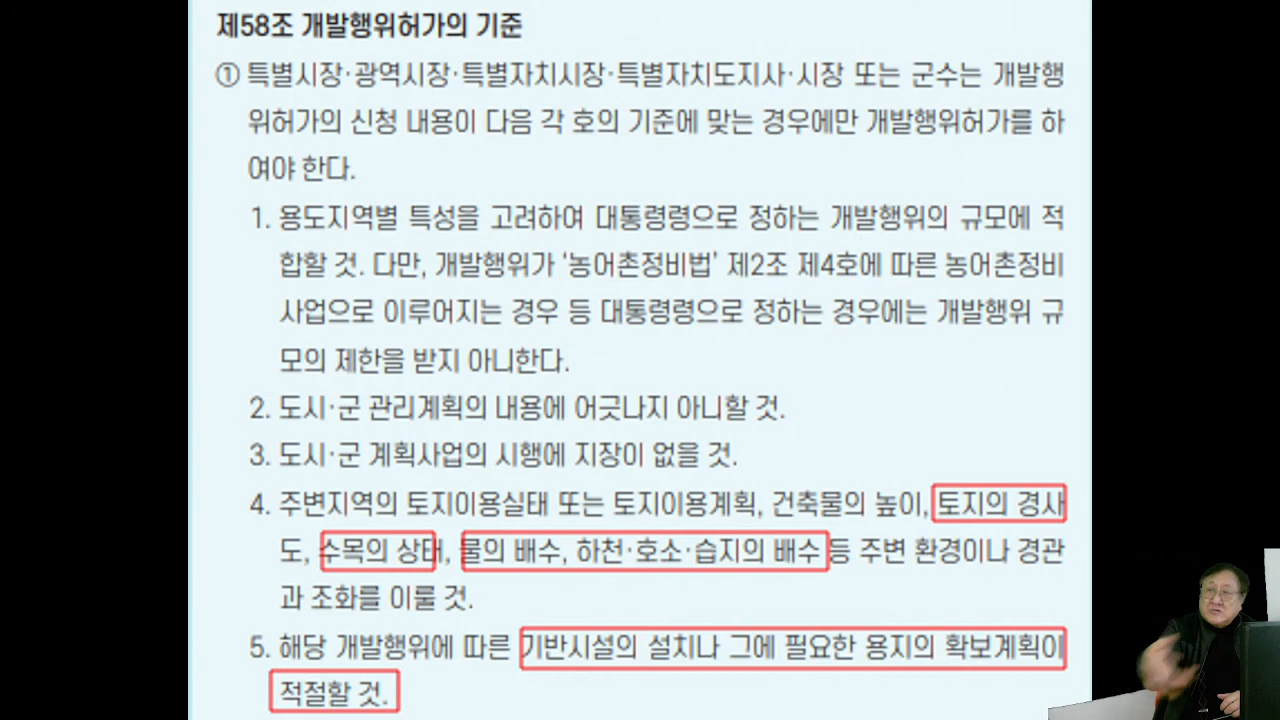 제58조 개발행위허가의 기준
① 특별시장·광역시장·특별자치시장·특별자치도지사·시장 또는 군수는 개발행
위허가의 신청 내용이 다음 각 호의 기준에 맞는 경우에만 개발행위허가를 하
여야 한다.
1. 용도지역별 특성을 고려하여 대통령령으로 정하는 개발행위의 규모에 적
합할 것. 다만, 개발행위가 ‘농어촌정비법’ 제2조 제4호에 따른 농어촌정비
사업으로 이루어지는 경우 등 대통령령으로 정하는 경우에는 개발행위 규
모의 제한을 받지 아니한다.
2. 도시·군 관리계획의 내용에 어긋나지 아니할 것.
3. 도시·군 계획사업의 시행에 지장이 없을 것.
4. 주변지역의 토지이용실태 또는 토지이용계획, 건축물의 높이, 토지의 경사
도, 수목의 상태, 물의 배수, 하천·호소·습지의 배수 등 주변 환경이나 경관
과 조화를 이룰 것.
5. 해당 개발행위에 따른 기반시설의 설치나 그에 필요한 용지의 확보계획이
적절할 것.